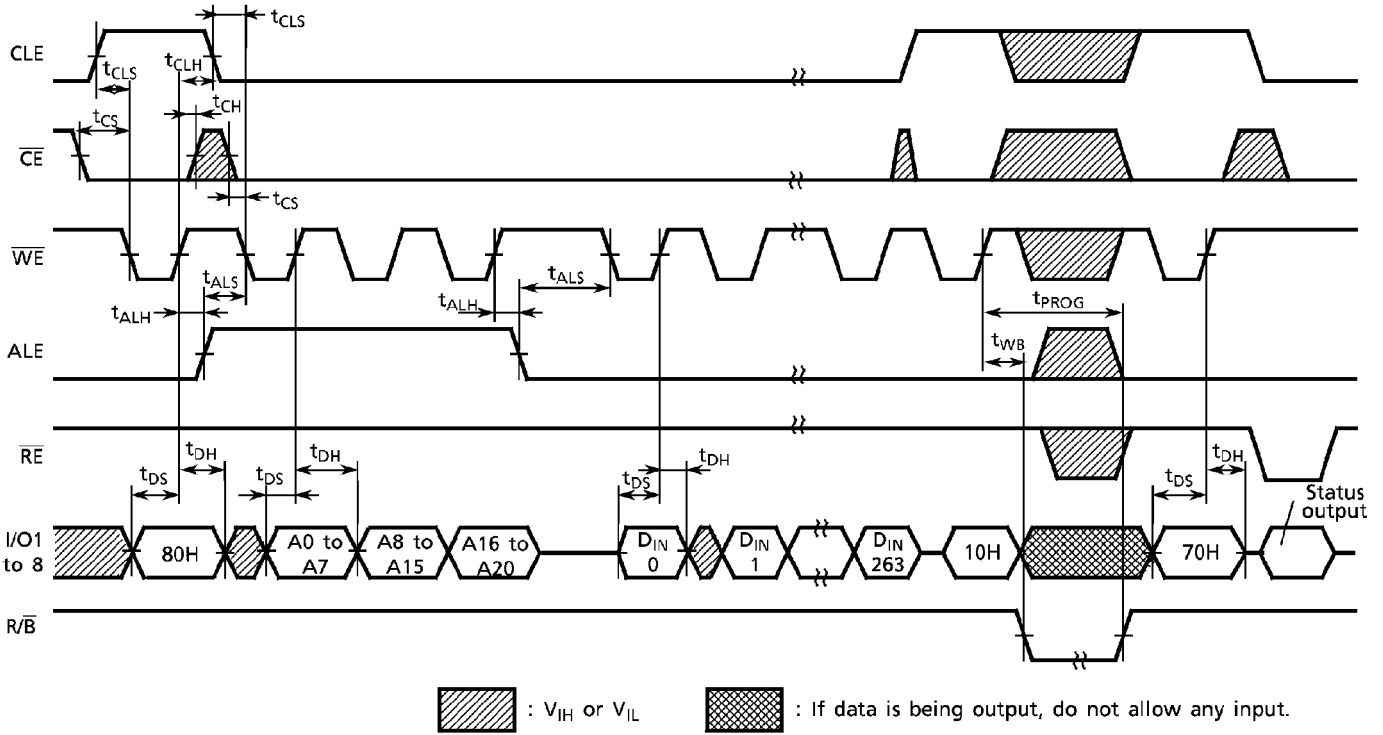 tCLS
CLE
tCLS
tCLH
tCH
tCS
CE
tCS
WE
tALS
tALS
tALH
tALH
tPROG
ALE
tWB
RE
tDH
tDH
tDH
tDH
tDS
tDS
tDS
tDS
Status
output
I/O1
to 8
80H
A0 to
A7
A8 to
A15
A16 to
A20
DIN
0
DIN
1
DIN
263
10H
70H
R/B
: VIH or VIL
: If data is being output, do not allow any input.